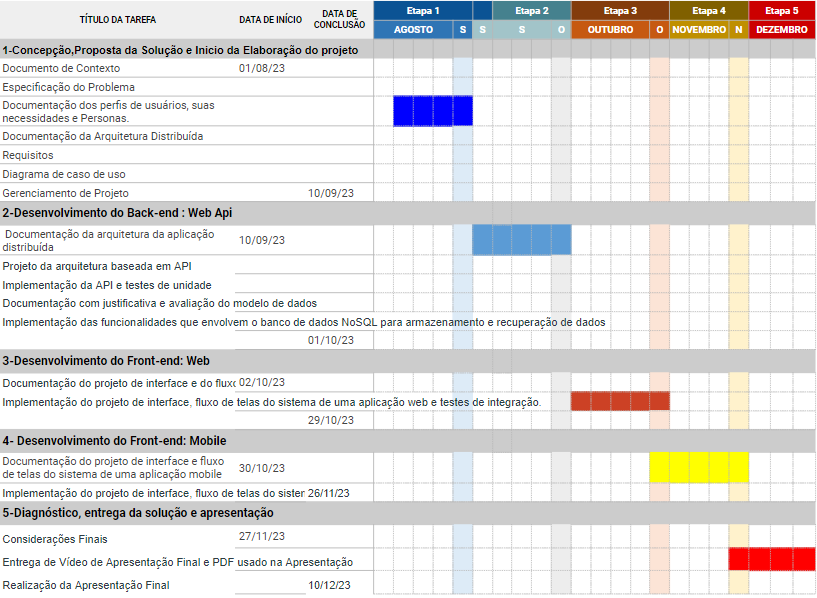 TÍTULO DA TAREFA DATA DE INÍCIO DATA DE CONCLUSÃO Etapa 1 Etapa 2 Etapa 3 Etapa 4 Etapa 5
AGOSTO S S S O OUTUBRO O NOVEMBRO N DEZEMBRO
1-Concepção,Proposta da Solução e Inicio da Elaboração do projeto
Documento de Contexto 01/08/23
Especificação do Problema
Documentação dos perfis de usuários, suas
necessidades e Personas.
Documentação da Arquitetura Distribuída
Requisitos
Diagrama de caso de uso
Gerenciamento de Projeto 10/09/23
2-Desenvolvimento do Back-end : Web Api
Documentação da arquitetura da aplicação
distribuída 10/09/23
Projeto da arquitetura baseada em API
Implementação da API e testes de unidade
Documentação com justificativa e avaliação do modelo de dados
Implementação das funcionalidades que envolvem o banco de dados NoSQL para armazenamento e recuperação de dados
01/10/23
3-Desenvolvimento do Front-end: Web
Documentação do projeto de interface e do fluxo 02/10/23
Implementação do projeto de interface, fluxo de telas do sistema de uma aplicação web e testes de integração.
29/10/23
4- Desenvolvimento do Front-end: Mobile
Documentação do projeto de interface e fluxo
de telas do sistema de uma aplicação mobile 30/10/23
Implementação do projeto de interface, fluxo de telas do sister 26/11/23
5-Diagnóstico, entrega da solução e apresentação
Considerações Finais 27/11/23
Entrega de Vídeo de Apresentação Final e PDF usado na Apresentação
Realização da Apresentação Final 10/12/23